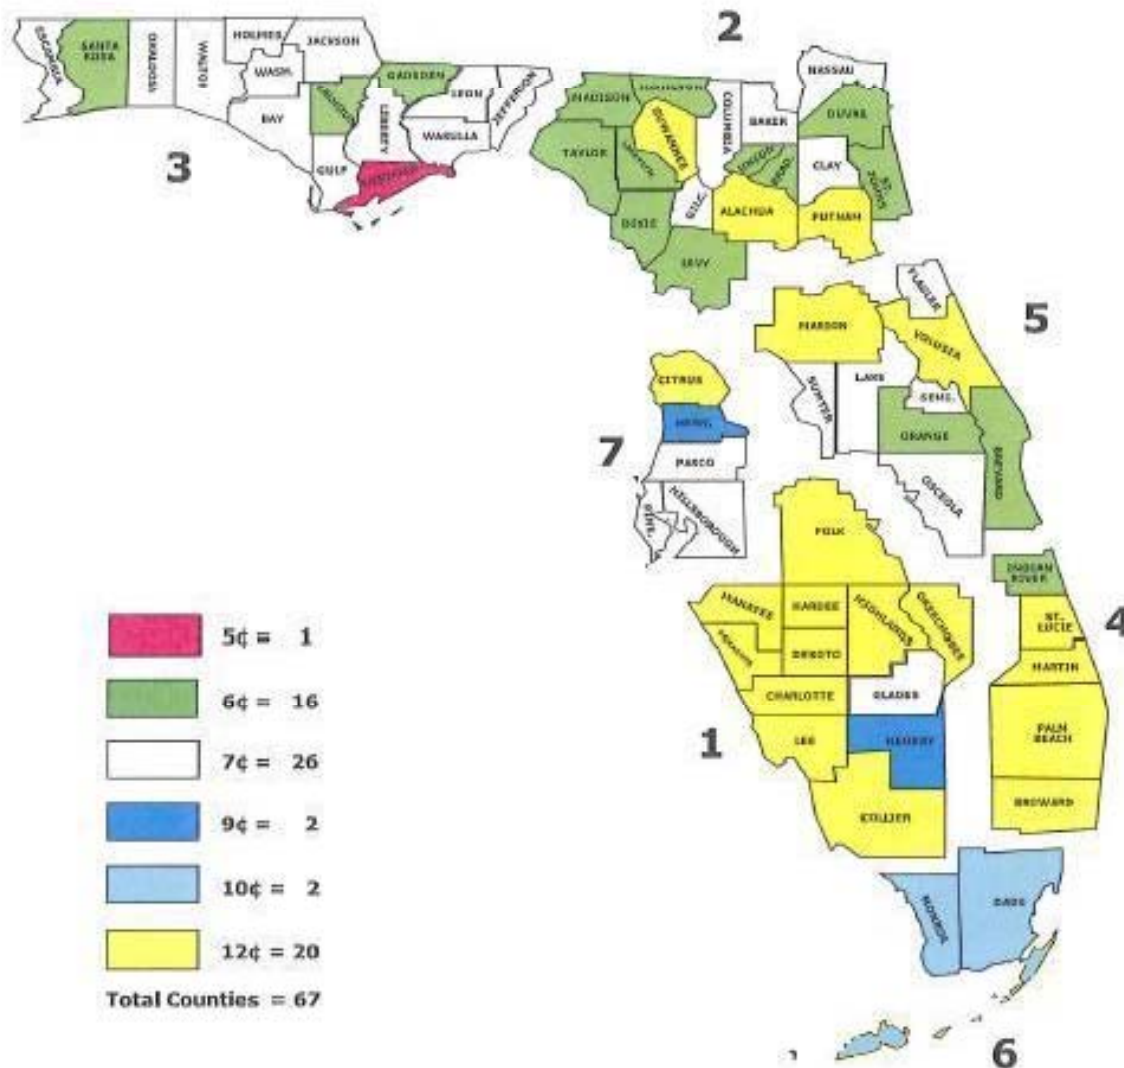 2
3
ESCAMBIA
SANTA ROSA
OKALOOSA
WALTON
HOLMES
WASH.
JACKSON
BAY
GULF
LIBERTY
GADSDEN
LEON
WAKULLA
JEFFERSON
MADISON
TAYLOR
SUWANNEE
COLUMBIA
BAKER
NASSAU
DUVAL
CLAY
ST. JOHNS
UNION
BRAD.
DIXIE
LEVY
ALACHUA
PUTNAM
5
FLAGLER
MARION
VOLUSIA
SUMTER
LAKE
SEMI.
ORANGE
BREVARD
OSCEOLA
7
CITRUS
PASCO
HILLSBOROUGH
1
POLK
MANATEE
HARDEE
HIGHLANDS
OKEECHOBEE
DESOTO
CHARLOTTE
GLADES
LEE
HENDRY
COLLIER
4
INDIAN RIVER
ST. LUCIE
MARTIN
PALM BEACH
BROWARD
MONROE
DADE
6
5¢ = 1
6¢ = 16
7¢ = 26
9¢ = 2
10¢ = 2
12¢ = 20
Total Counties = 67